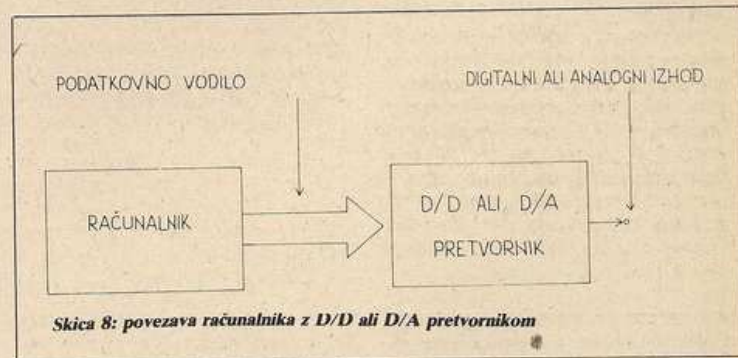 PODATKOVNO VODILO
DIGITALNI ALI ANALOGNI IZHOD
RAČUNALNIK
D/D ALI D/A
PRETVORNIK
Skica 8: povezava računalnika z D/D ali D/A pretvornikom